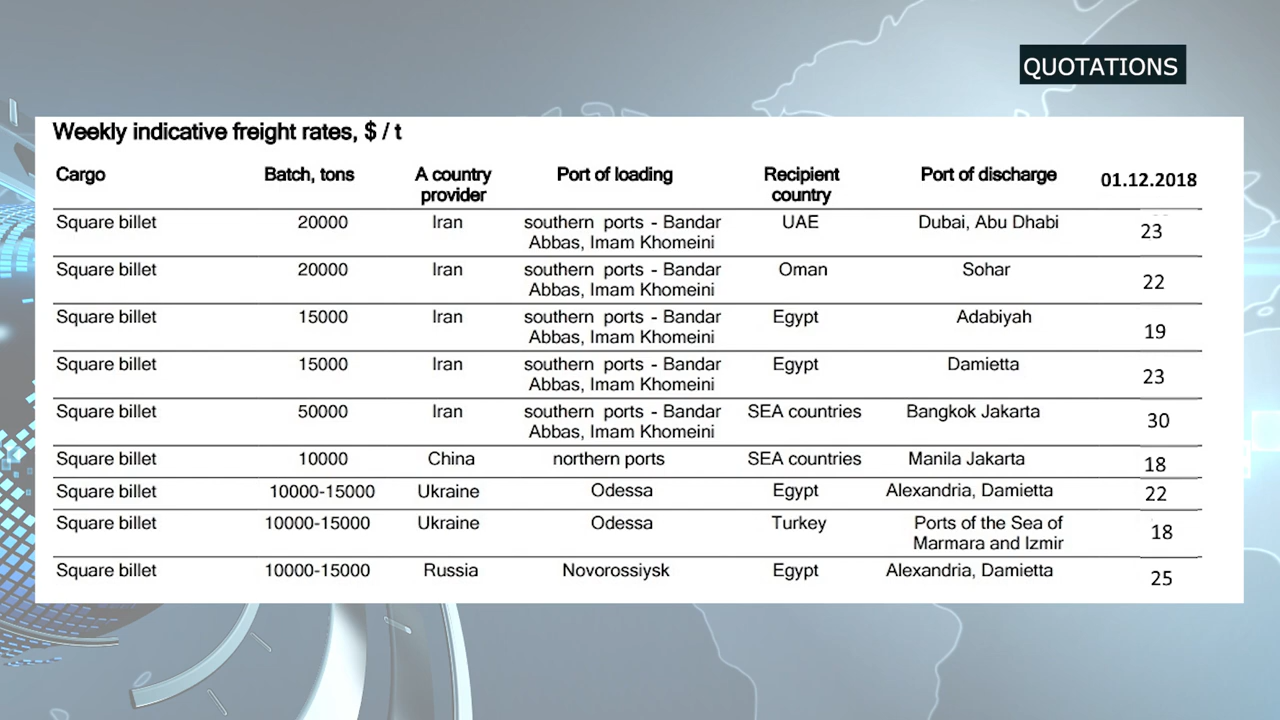 QUOTATIONS
Weekly indicative freight rates, $ / t
Cargo Batch, tons A country provider Port of loading Recipient country Port of discharge 01.12.2018
Square billet 20000 Iran southern ports - Bandar Abbas, Imam Khomeini UAE Dubai, Abu Dhabi 23
Square billet 20000 Iran southern ports - Bandar Abbas, Imam Khomeini Oman Sohar 22
Square billet 15000 Iran southern ports - Bandar Abbas, Imam Khomeini Egypt Adabiyah 19
Square billet 15000 Iran southern ports - Bandar Abbas, Imam Khomeini Egypt Damietta 23
Square billet 50000 Iran southern ports - Bandar Abbas, Imam Khomeini SEA countries Bangkok Jakarta 30
Square billet 10000 China northern ports SEA countries Manila Jakarta 18
Square billet 10000-15000 Ukraine Odessa Egypt Alexandria, Damietta 22
Square billet 10000-15000 Ukraine Odessa Turkey Ports of the Sea of Marmara and Izmir 18
Square billet 10000-15000 Russia Novorossiysk Egypt Alexandria, Damietta 25